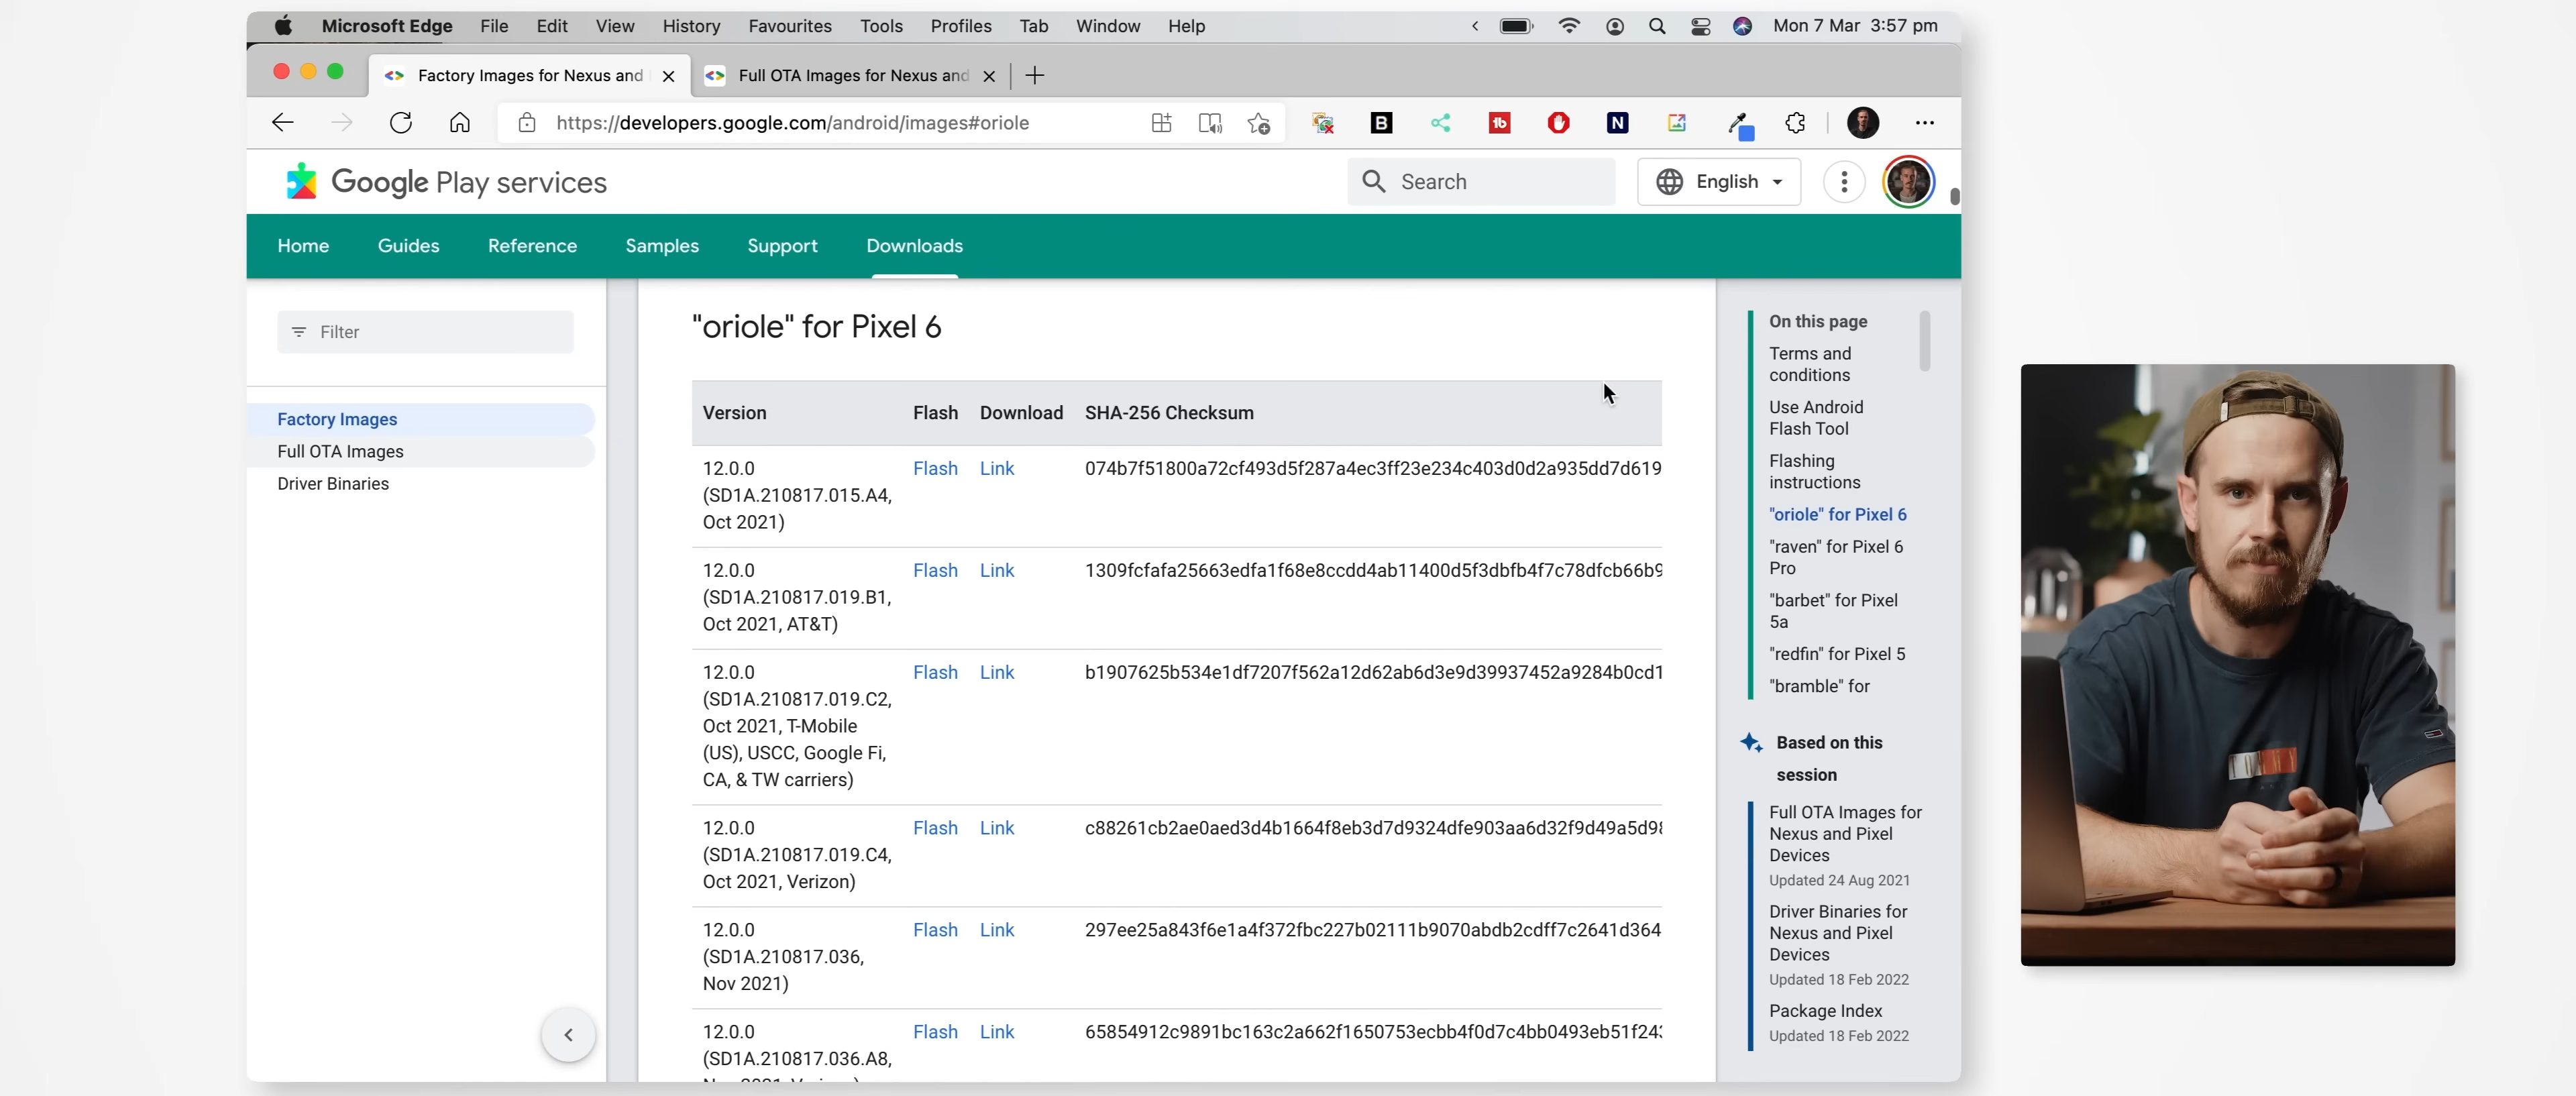 Microsoft Edge File Edit View History Favourites Tools Profiles Tab Window Help Mon 7 Mar 3:57 pm
Factory Images for Nexus and
Full OTA Images for Nexus and
https://developers.google.com/android/images#oriole
Google Play services
Search
English
Home Guides Reference Samples Support Downloads
Filter
Factory Images
Full OTA Images
Driver Binaries
"oriole" for Pixel 6
Version Flash Download SHA-256 Checksum
12.0.0
(SD1A.210817.015.A4,
Oct 2021)
Flash Link 074b7f51800a72cf493d5f287a4ec3ff23e234c403d0d2a935dd7d619
12.0.0
(SD1A.210817.019.B1,
Oct 2021, AT&T)
Flash Link 1309fcfafa25663edfa1f68e8ccdd4ab11400d5f3dbfb4f7c78dfcb66b9
12.0.0
(SD1A.210817.019.C2,
Oct 2021, T-Mobile
(US), USCC, Google Fi,
CA, & TW carriers)
Flash Link b1907625b534e1df7207f562a12d62ab6d3e9d39937452a9284b0cd1
12.0.0
(SD1A.210817.019.C4,
Oct 2021, Verizon)
Flash Link c88261cb2ae0aed3d4b1664f8eb3d7d9324dfe903aa6d32f9d49a5d98
12.0.0
(SD1A.210817.036,
Nov 2021)
Flash Link 297ee25a843f6e1a4f372fbc227b02111b9070abdb2cdff7c2641d364
12.0.0
(SD1A.210817.036.A8,
Flash Link 65854912c9891bc163c2a662f1650753ecbb4f0d7c4bb0493eb51f243
On this page
Terms and
conditions
Use Android
Flash Tool
Flashing
instructions
"oriole" for Pixel 6
"raven" for Pixel 6
Pro
"barbet" for Pixel
5a
"redfin" for Pixel 5
"bramble" for
Based on this
session
Full OTA Images for
Nexus and Pixel
Devices
Updated 24 Aug 2021
Driver Binaries for
Nexus and Pixel
Devices
Updated 18 Feb 2022
Package Index
Updated 18 Feb 2022